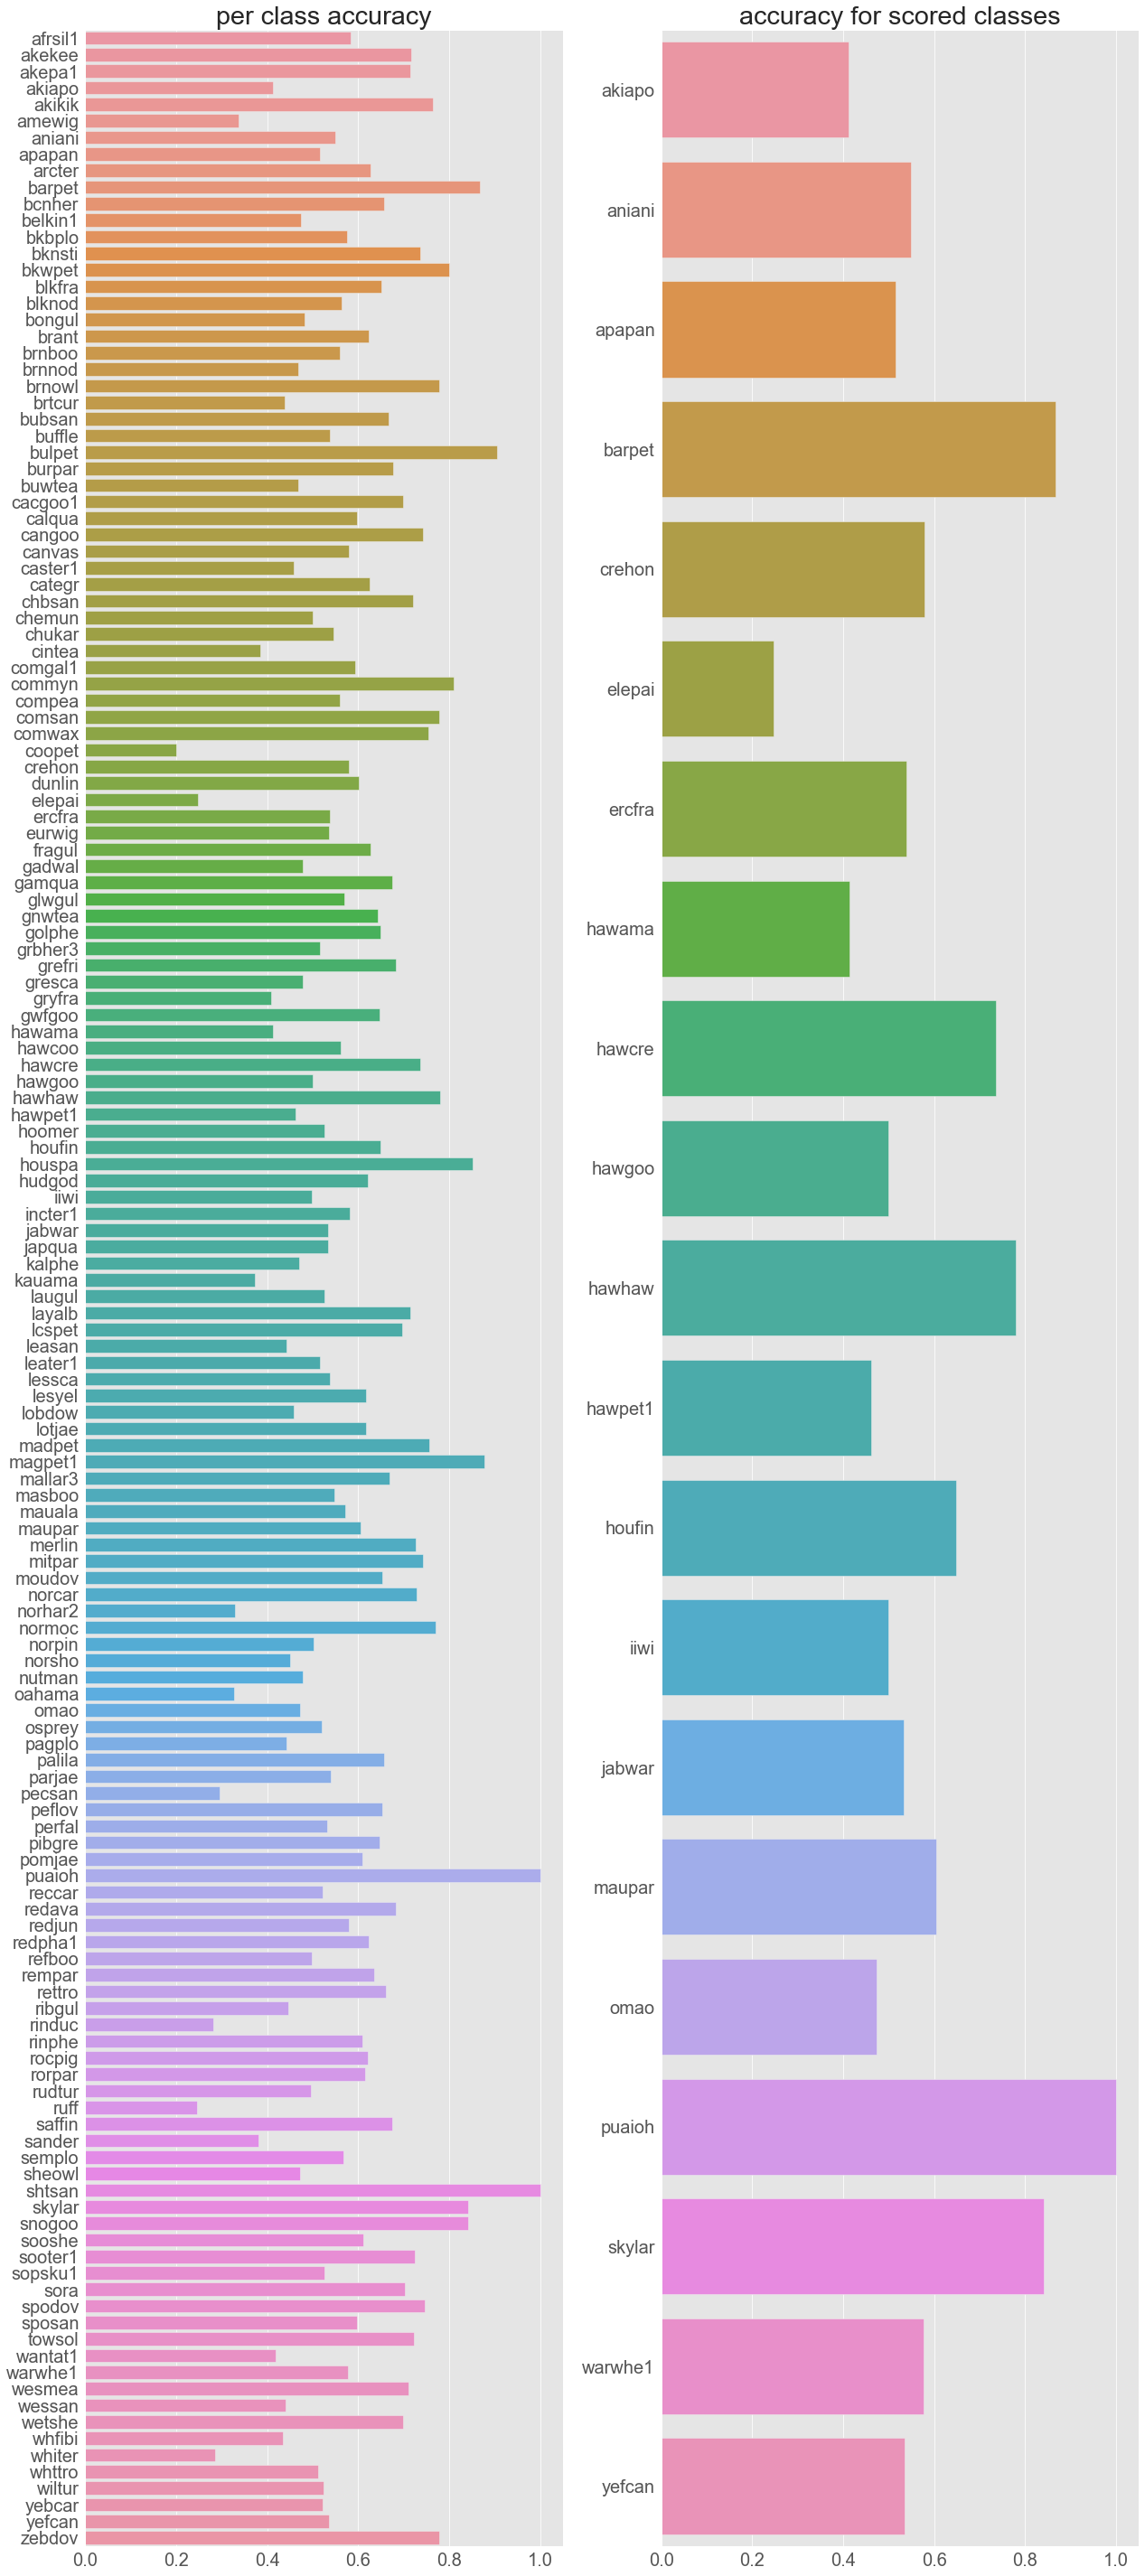 per class accuracy
afrsil1
akekee
akepa1
akiapo
akikik
amewig
aniani
apapan
arcter
barpet
bcnher
belkin1
bkbplo
bknsti
bkwpet
blkfra
blknod
bongul
brant
brnboo
brnnod
brnowl
brtcur
bubsan
buffle
bulpet
burpar
buwtea
cacgoo1
calqua
cangoo
canvas
caster1
categr
chbsan
chemun
chukar
cintea
comgal1
commyn
compea
comsan
comwax
coopet
crehon
dunlin
elepai
ercfra
eurwig
fragul
gadwal
gamqua
glwgul
gnwtea
golphe
grbher3
grefri
gresca
gryfra
gwfgoo
hawama
hawcoo
hawcre
hawgoo
hawhaw
hawpet1
hoomer
houfin
houspa
hudgod
iiwi
incter1
jabwar
japqua
kalphe
kauama
laugul
layalb
lcspet
leasan
leater1
lessca
lesyel
lobdow
lotjae
madpet
magpet1
mallar3
masboo
mauala
maupar
merlin
mitpar
moudov
norcar
norhar2
normoc
norpin
norsho
nutman
oahama
omao
osprey
pagplo
palila
parjae
pecsan
peflov
perfal
pibgre
pomjae
puaioh
reccar
redava
redjun
redpha1
refboo
rempar
rettro
ribgul
rinduc
rinphe
rocpig
rorpar
rudtur
ruff
saffin
sander
semplo
sheowl
shtsan
skylar
snogoo
sooshe
sooter1
sopsku1
sora
spodov
sposan
towsol
wantat1
warwhe1
wesmea
wessan
wetshe
whfibi
whiter
whttro
wiltur
yebcar
yefcan
zebdov
0.0 0.2 0.4 0.6 0.8 1.0
accuracy for scored classes
akiapo
aniani
apapan
barpet
crehon
elepai
ercfra
hawama
hawcre
hawgoo
hawhaw
hawpet1
houfin
iiwi
jabwar
maupar
omao
puaioh
skylar
warwhe1
yefcan
0.0 0.2 0.4 0.6 0.8 1.0